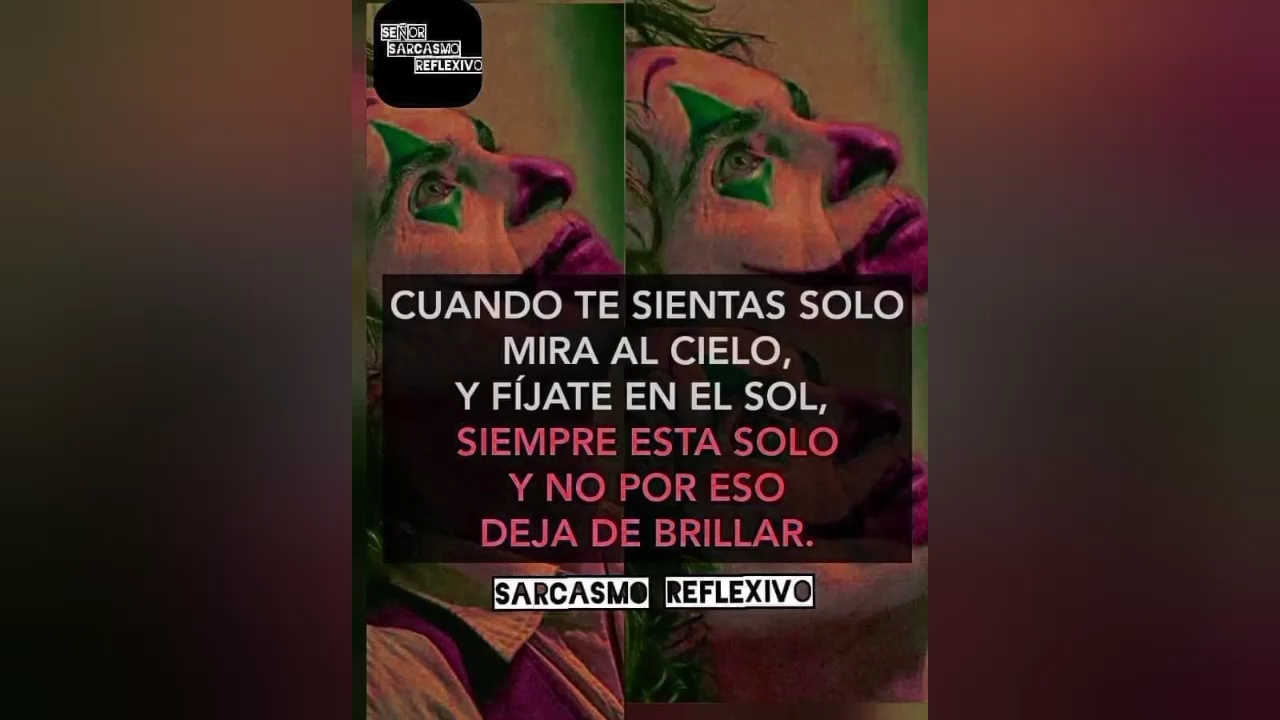 SEÑOR
SARCASMO
REFLEXIVO
CUANDO TE SIENTAS SOLO
MIRA AL CIELO,
Y FÍJATE EN EL SOL,
SIEMPRE ESTA SOLO
Y NO POR ESO
DEJA DE BRILLAR.
SARCASMO REFLEXIVO